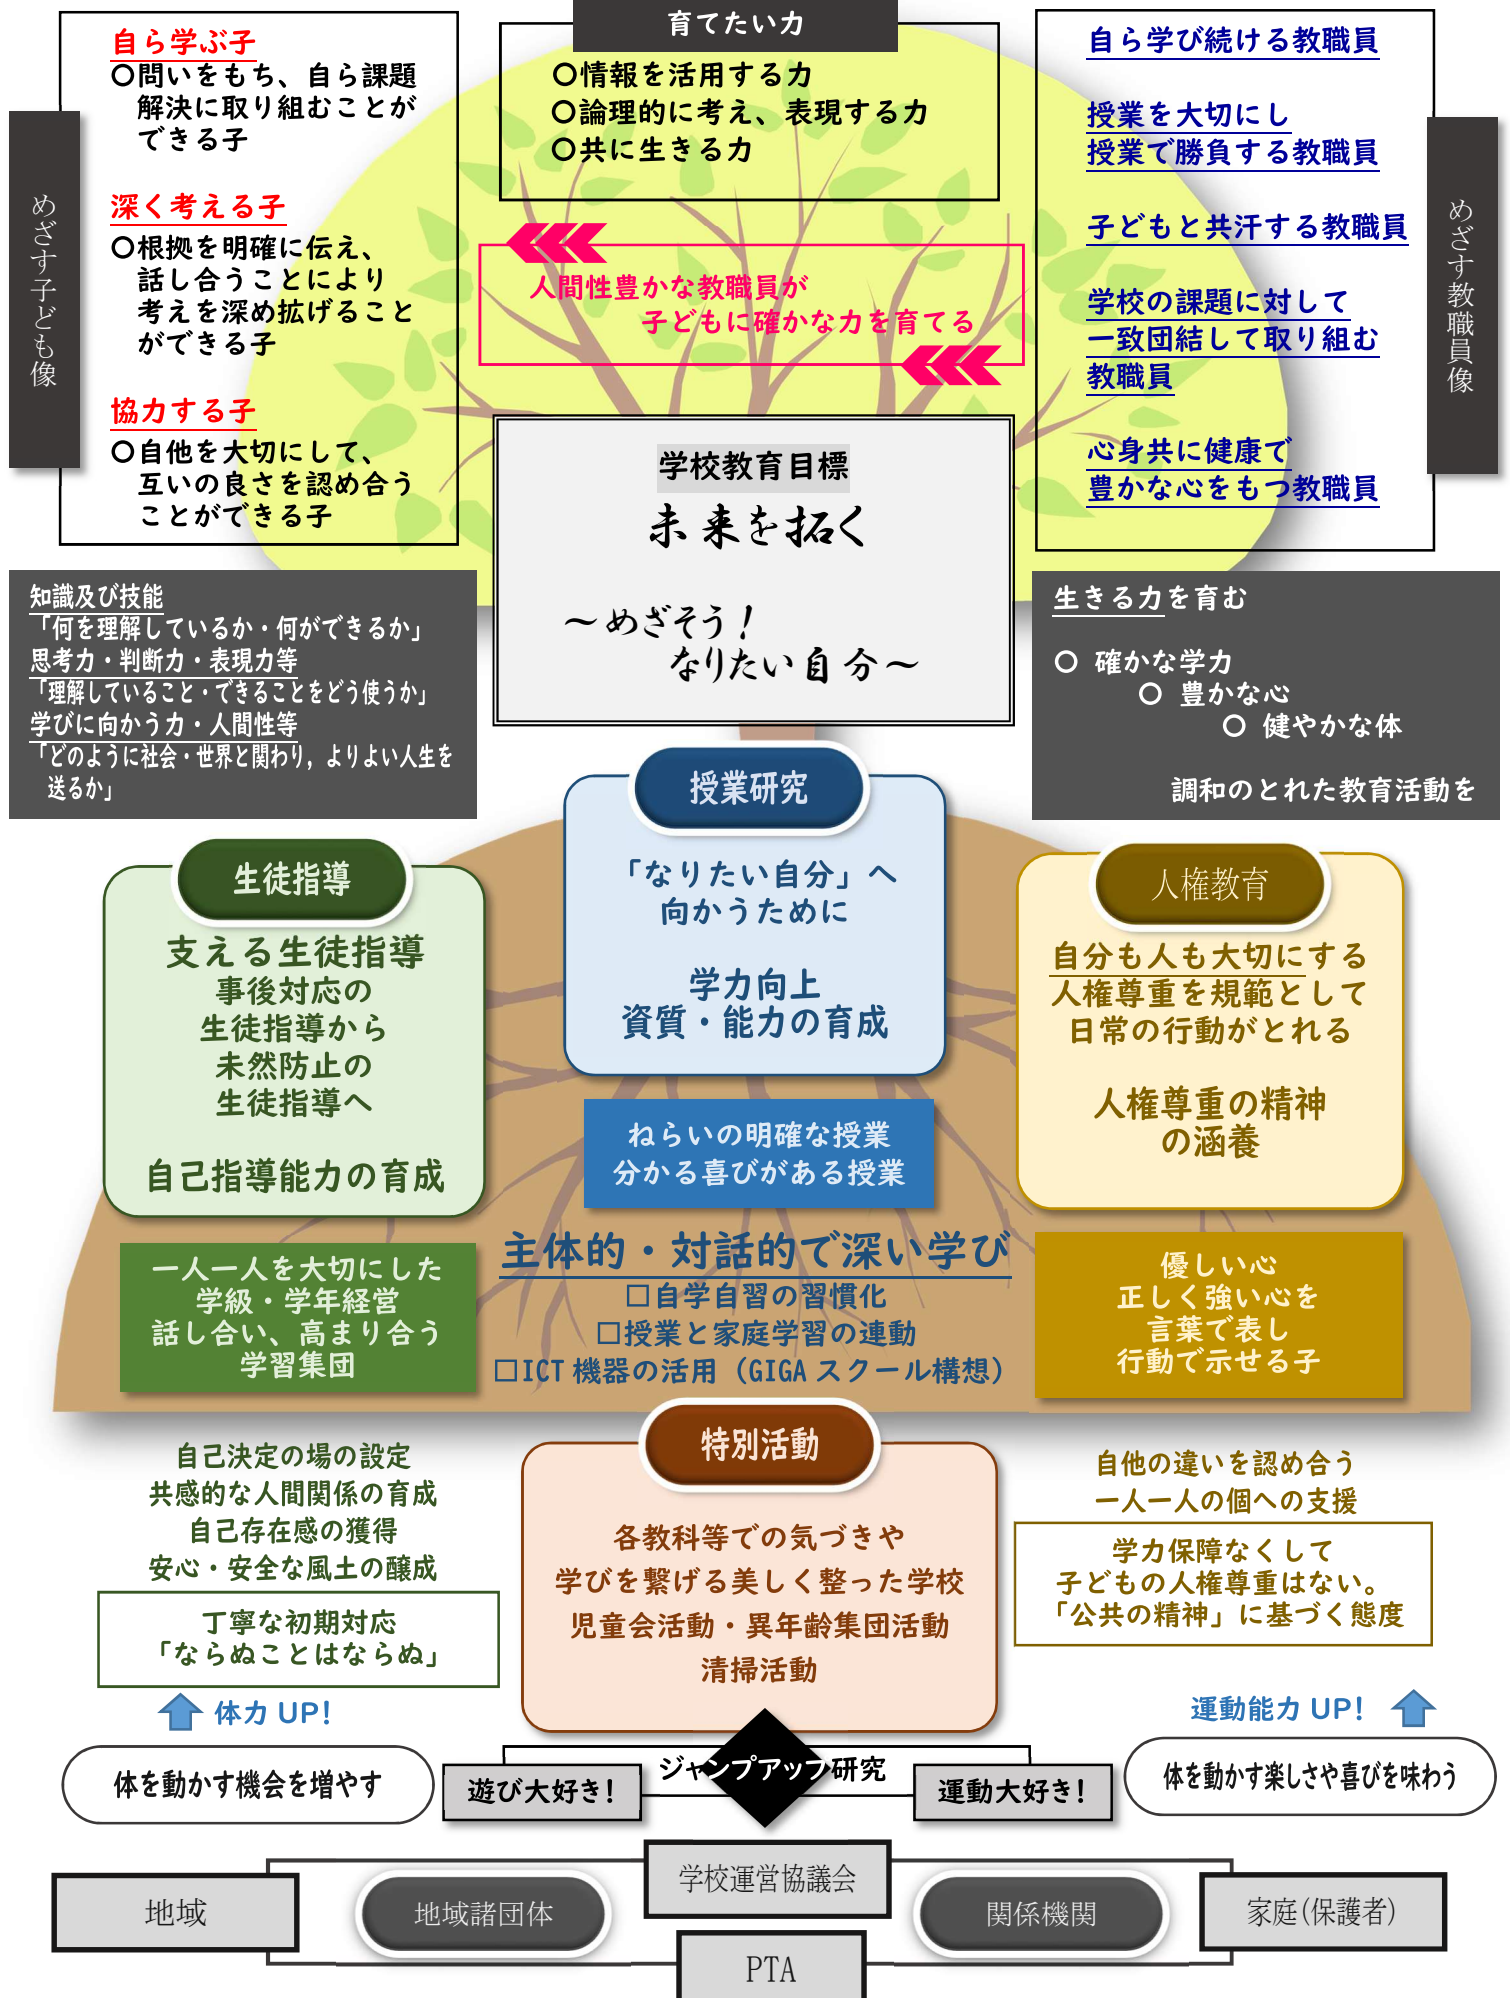 育てたい力
〇情報を活用する力
〇論理的に考え、表現する力
〇共に生きる力
めざす子ども像
自ら学ぶ子
〇問いをもち、自ら課題
解決に取り組むことが
できる子
深く考える子
〇根拠を明確に伝え、
話し合うことにより
考えを深め拡げること
ができる子
協力する子
〇自他を大切にして、
互いの良さを認め合う
ことができる子
めざす教職員像
自ら学び続ける教職員
授業を大切にし
授業で勝負する教職員
子どもと共汗する教職員
学校の課題に対して
一致団結して取り組む
教職員
心身共に健康で
豊かな心をもつ教職員
人間性豊かな教職員が
子どもに確かな力を育てる
学校教育目標
未来を拓く
～めざそう！
なりたい自分～
知識及び技能
「何を理解しているか・何ができるか」
思考力・判断力・表現力等
「理解していること・できることをどう使うか」
学びに向かう力・人間性等
「どのように社会・世界と関わり，よりよい人生を
送るか」
生きる力を育む
〇 確かな学力
〇 豊かな心
〇 健やかな体
調和のとれた教育活動を
生徒指導
支える生徒指導
事後対応の
生徒指導から
未然防止の
生徒指導へ
自己指導能力の育成
一人一人を大切にした
学級・学年経営
話し合い、高まり合う
学習集団
自己決定の場の設定
共感的な人間関係の育成
自己存在感の獲得
安心・安全な風土の醸成
丁寧な初期対応
「ならぬことはならぬ」
授業研究
「なりたい自分」へ
向かうために
学力向上
資質・能力の育成
ねらいの明確な授業
分かる喜びがある授業
主体的・対話的で深い学び
□自学自習の習慣化
□授業と家庭学習の連動
□ICT 機器の活用（GIGA スクール構想）
人権教育
自分も人も大切にする
人権尊重を規範として
日常の行動がとれる
人権尊重の精神
の涵養
優しい心
正しく強い心を
言葉で表し
行動で示せる子
自他の違いを認め合う
一人一人の個への支援
学力保障なくして
子どもの人権尊重はない。
「公共の精神」に基づく態度
特別活動
各教科等での気づきや
学びを繋げる美しく整った学校
児童会活動・異年齢集団活動
清掃活動
体力 UP！
体を動かす機会を増やす
遊び大好き！
ジャンプアップ研究
運動大好き！
運動能力 UP！
体を動かす楽しさや喜びを味わう
地域
地域諸団体
学校運営協議会
PTA
関係機関
家庭(保護者)